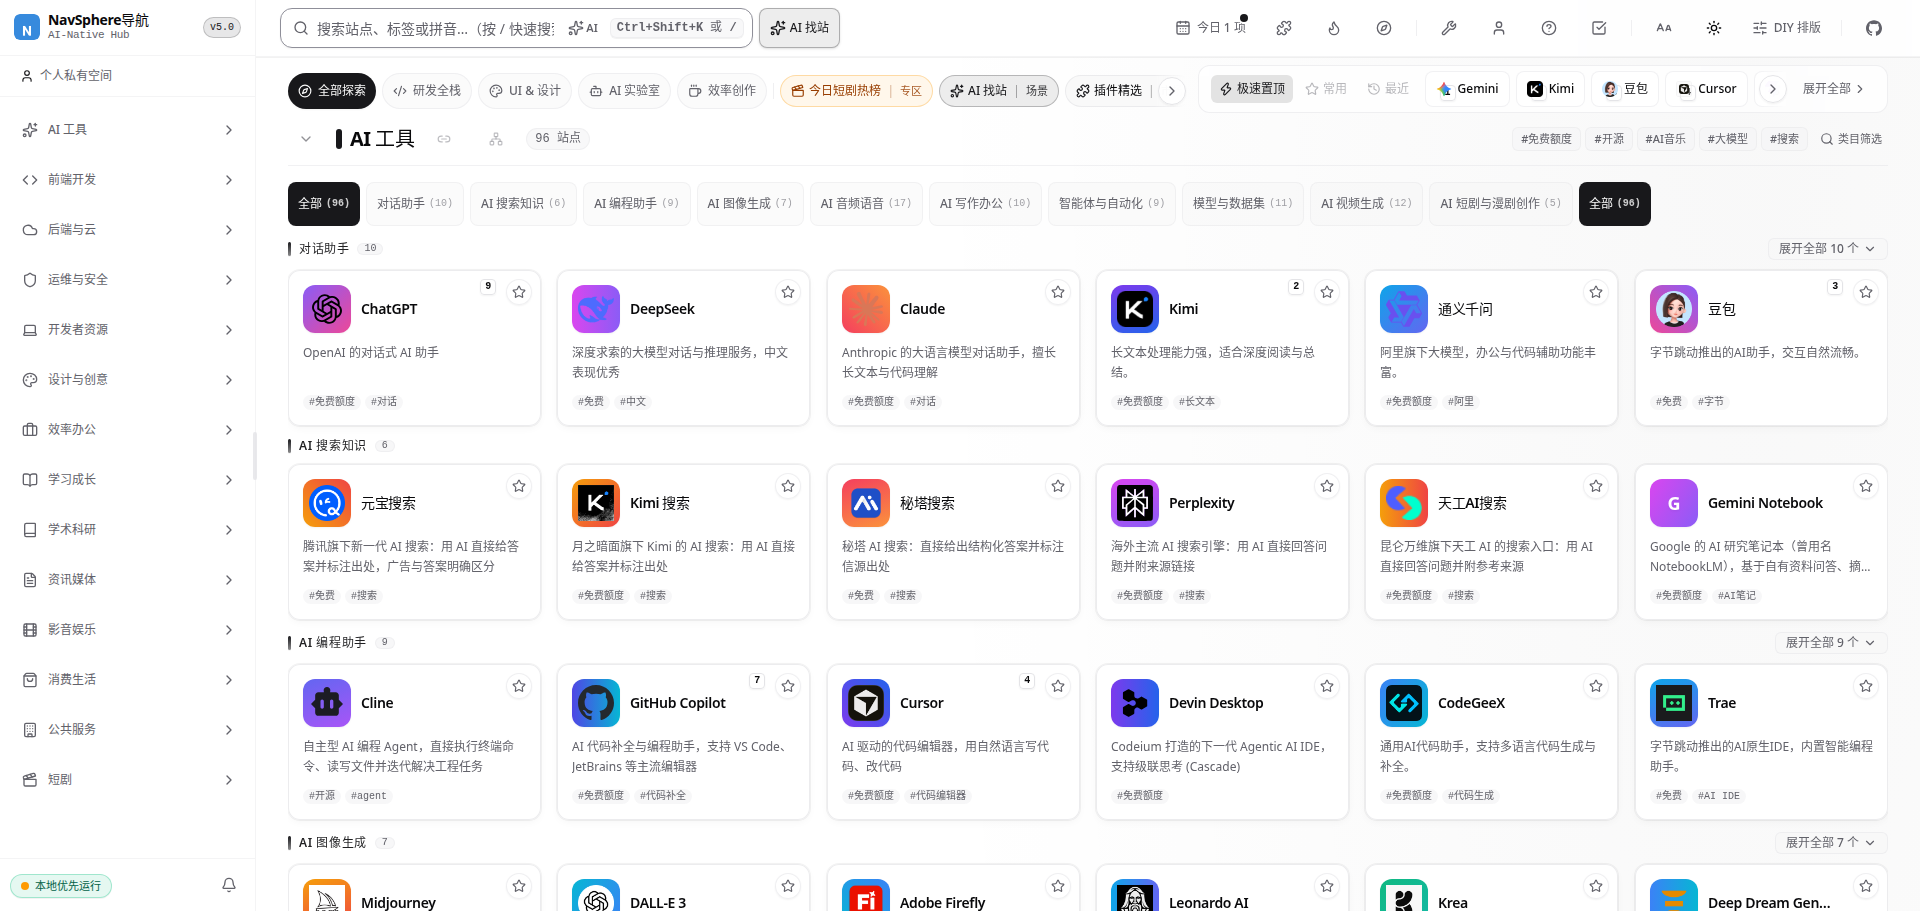 NavSphere导航
AI-Native Hub
v5.0
搜索站点、标签或拼音...（按 / 快速搜
AI
Ctrl+Shift+K 或 /
AI 找站
今日 1 项
DIY 排版
个人私有空间
AI 工具
前端开发
后端与云
运维与安全
开发者资源
设计与创意
效率办公
学习成长
学术科研
资讯媒体
影音娱乐
消费生活
公共服务
短剧
本地优先运行
全部探索
研发全栈
UI & 设计
AI 实验室
效率创作
今日短剧热榜 | 专区
AI 找站 | 场景
插件精选
极速置顶
常用
最近
Gemini
Kimi
豆包
Cursor
展开全部
AI 工具
96 站点
#免费额度
#开源
#AI音乐
#大模型
#搜索
类目筛选
全部 (96)
对话助手 (10)
AI 搜索知识 (6)
AI 编程助手 (9)
AI 图像生成 (7)
AI 音频语音 (17)
AI 写作办公 (10)
智能体与自动化 (9)
模型与数据集 (11)
AI 视频生成 (12)
AI 短剧与漫剧创作 (5)
全部 (96)
对话助手 10
展开全部 10 个
ChatGPT
9
OpenAI 的对话式 AI 助手
#免费额度 #对话
DeepSeek
深度求索的大模型对话与推理服务，中文
表现优秀
#免费 #中文
Claude
Anthropic 的大语言模型对话助手，擅长
长文本与代码理解
#免费额度 #对话
Kimi
2
长文本处理能力强，适合深度阅读与总
结。
#免费额度 #长文本
通义千问
阿里旗下大模型，办公与代码辅助功能丰
富。
#免费额度 #阿里
豆包
3
字节跳动推出的AI助手，交互自然流畅。
#免费 #字节
AI 搜索知识 6
元宝搜索
腾讯旗下新一代 AI 搜索：用 AI 直接给答
案并标注出处，广告与答案明确区分
#免费 #搜索
Kimi 搜索
月之暗面旗下 Kimi 的 AI 搜索：用 AI 直接
给答案并标注出处
#免费额度 #搜索
秘塔搜索
秘塔 AI 搜索：直接给出结构化答案并标注
信源出处
#免费 #搜索
Perplexity
海外主流 AI 搜索引擎：用 AI 直接回答问
题并附来源链接
#免费额度 #搜索
天工AI搜索
昆仑万维旗下天工 AI 的搜索入口：用 AI
直接回答问题并附参考来源
#免费额度 #搜索
G
Gemini Notebook
Google 的 AI 研究笔记本（曾用名
NotebookLM），基于自有资料问答、摘...
#免费额度 #AI笔记
AI 编程助手 9
展开全部 9 个
Cline
自主型 AI 编程 Agent，直接执行终端命
令、读写文件并迭代解决工程任务
#开源 #agent
GitHub Copilot
7
AI 代码补全与编程助手，支持 VS Code、
JetBrains 等主流编辑器
#免费额度 #代码补全
Cursor
4
AI 驱动的代码编辑器，用自然语言写代
码、改代码
#免费额度 #代码编辑器
Devin Desktop
Codeium 打造的下一代 Agentic AI IDE，
支持级联思考 (Cascade)
#免费额度
CodeGeeX
通用AI代码助手，支持多语言代码生成与
补全。
#免费额度 #代码生成
Trae
字节跳动推出的AI原生IDE，内置智能编程
助手。
#免费 #AI IDE
AI 图像生成 7
展开全部 7 个
Midjourney
DALL-E 3
Fi
Adobe Firefly
Leonardo AI
Krea
Deep Dream Gen...